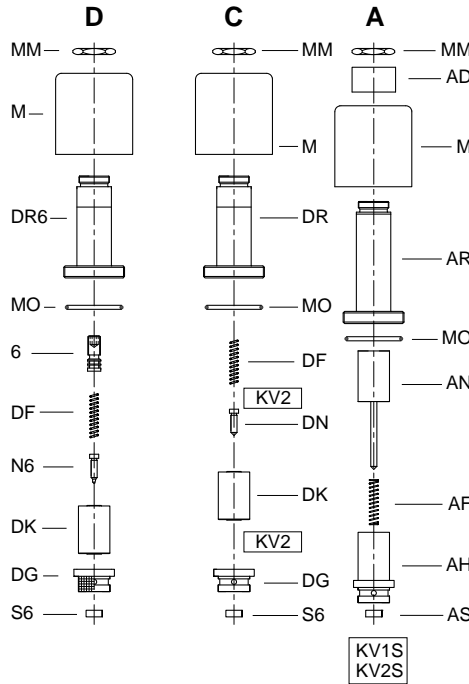 D C A
MM MM MM
AD
M M M
DR6 DR
AR
MO MO
MO
6
DF
AN
KV2
DF DN
N6
DK
AF
DK
KV2
AH
DG DG
S6 S6 AS
KV1S
KV2S